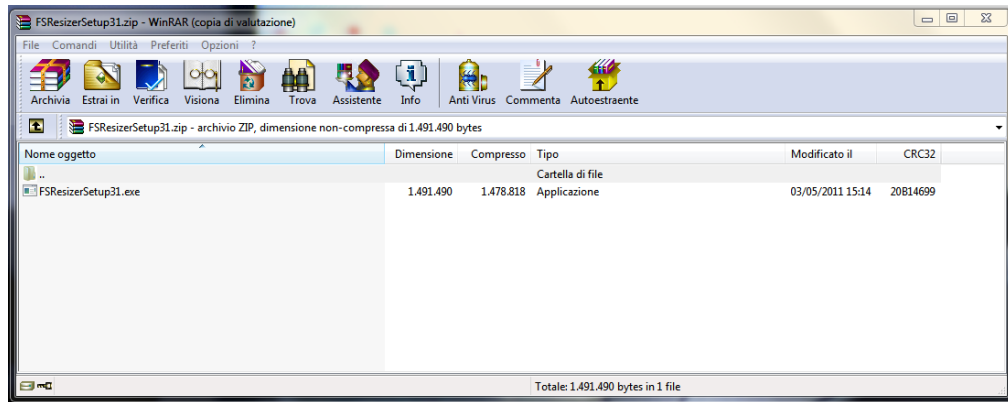 FSResizerSetup31.zip - WinRAR (copia di valutazione)
File Comandi Utilità Preferiti Opzioni ?
Archivia Estrai in Verifica Visiona Elimina Trova Assistente Info Anti Virus Commenta Autoestraente
FSResizerSetup31.zip - archivio ZIP, dimensione non-compressa di 1.491.490 bytes
Nome oggetto Dimensione Compresso Tipo Modificato il CRC32
.. Cartella di file
FSResizerSetup31.exe 1.491.490 1.478.818 Applicazione 03/05/2011 15:14 20B14699
Totale: 1.491.490 bytes in 1 file